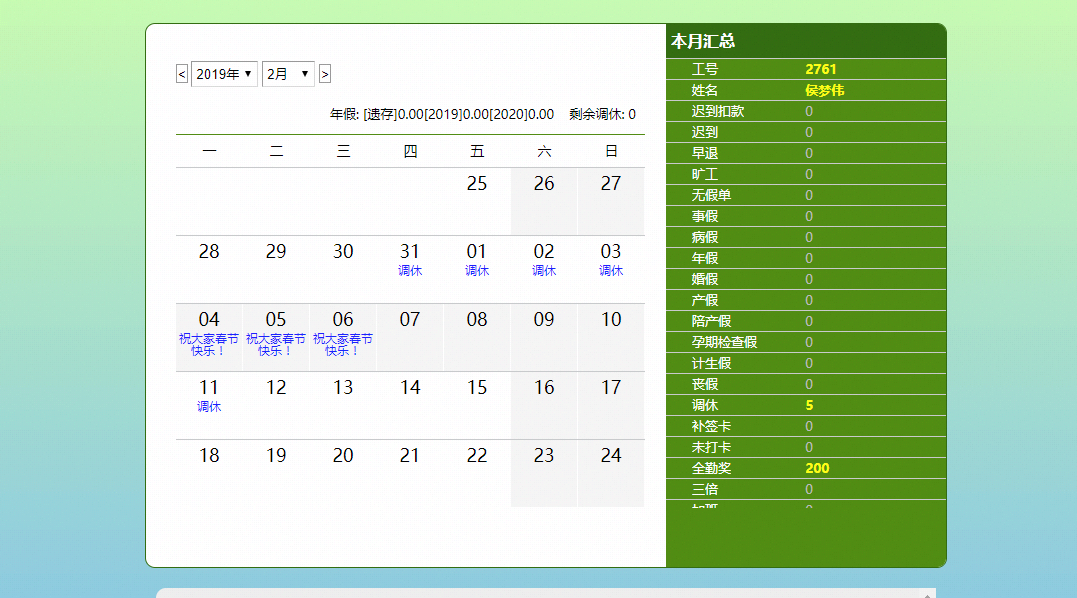 < 2019年 ▼ 2月 ▼ >
年假: [递存]0.00[2019]0.00[2020]0.00 剩余调休: 0
一 二 三 四 五 六 日
25 26 27
28 29 30 31 01 02 03
调休 调休 调休 调休
04 05 06 07 08 09 10
祝大家春节 祝大家春节 祝大家春节
快乐！ 快乐！ 快乐！
11 12 13 14 15 16 17
调休
18 19 20 21 22 23 24
本月汇总
工号 2761
姓名 侯梦伟
迟到扣款 0
迟到 0
早退 0
旷工 0
无假单 0
事假 0
病假 0
年假 0
婚假 0
产假 0
陪产假 0
孕期检查假 0
计生假 0
丧假 0
调休 5
补签卡 0
未打卡 0
全勤奖 200
三倍 0